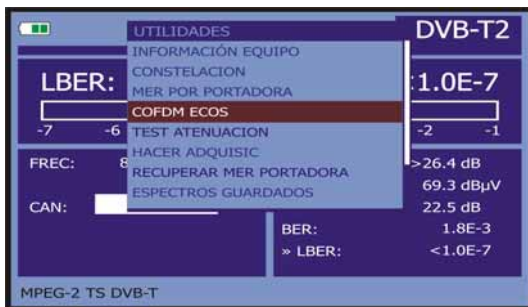 UTILIDADES
DVB-T2
INFORMACIÓN EQUIPO
CONSTELACION
MER POR PORTADORA
COFDM ECOS
TEST ATENUACION
HACER ADQUISIC
RECUPERAR MER PORTADORA
ESPECTROS GUARDADOS
LBER: 1.0E-7
-7 -6 -2 -1
FREC: 8 >26.4 dB
69.3 dBµV
CAN: 22.5 dB
BER: 1.8E-3
» LBER: <1.0E-7
MPEG-2 TS DVB-T